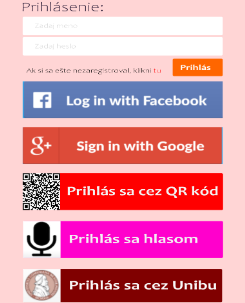 Prihlásenie:
Zadaj meno
Zadaj heslo
Ak si sa ešte nezaregistroval, klikni tu
Prihlás
Log in with Facebook
Sign in with Google
Prihlás sa cez QR kód
Prihlás sa hlasom
Prihlás sa cez Unibu